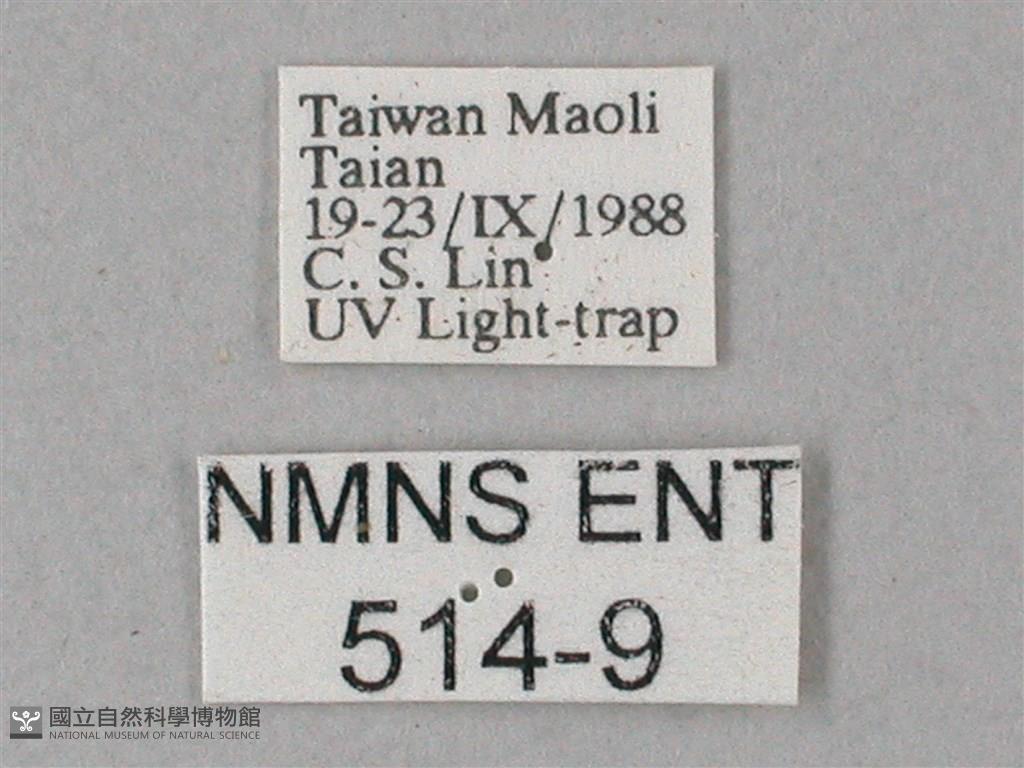 Taiwan Maoli
Taian
19-23/IX/1988
C. S. Lin
UV Light-trap
NMNS ENT
514-9
國立自然科學博物館
NATIONAL MUSEUM OF NATURAL SCIENCE